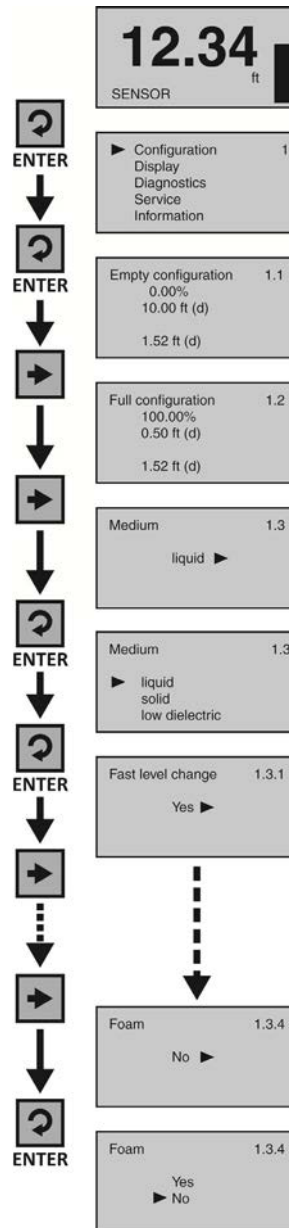 12.34
ft
SENSOR
ENTER
► Configuration 1
Display
Diagnostics
Service
Information
ENTER
Empty configuration 1.1
0.00%
10.00 ft (d)
1.52 ft (d)
Full configuration 1.2
100.00%
0.50 ft (d)
1.52 ft (d)
Medium 1.3
liquid ►
ENTER
Medium 1.3
► liquid
solid
low dielectric
ENTER
Fast level change 1.3.1
Yes ►
Foam 1.3.4
No ►
ENTER
Foam 1.3.4
Yes
► No